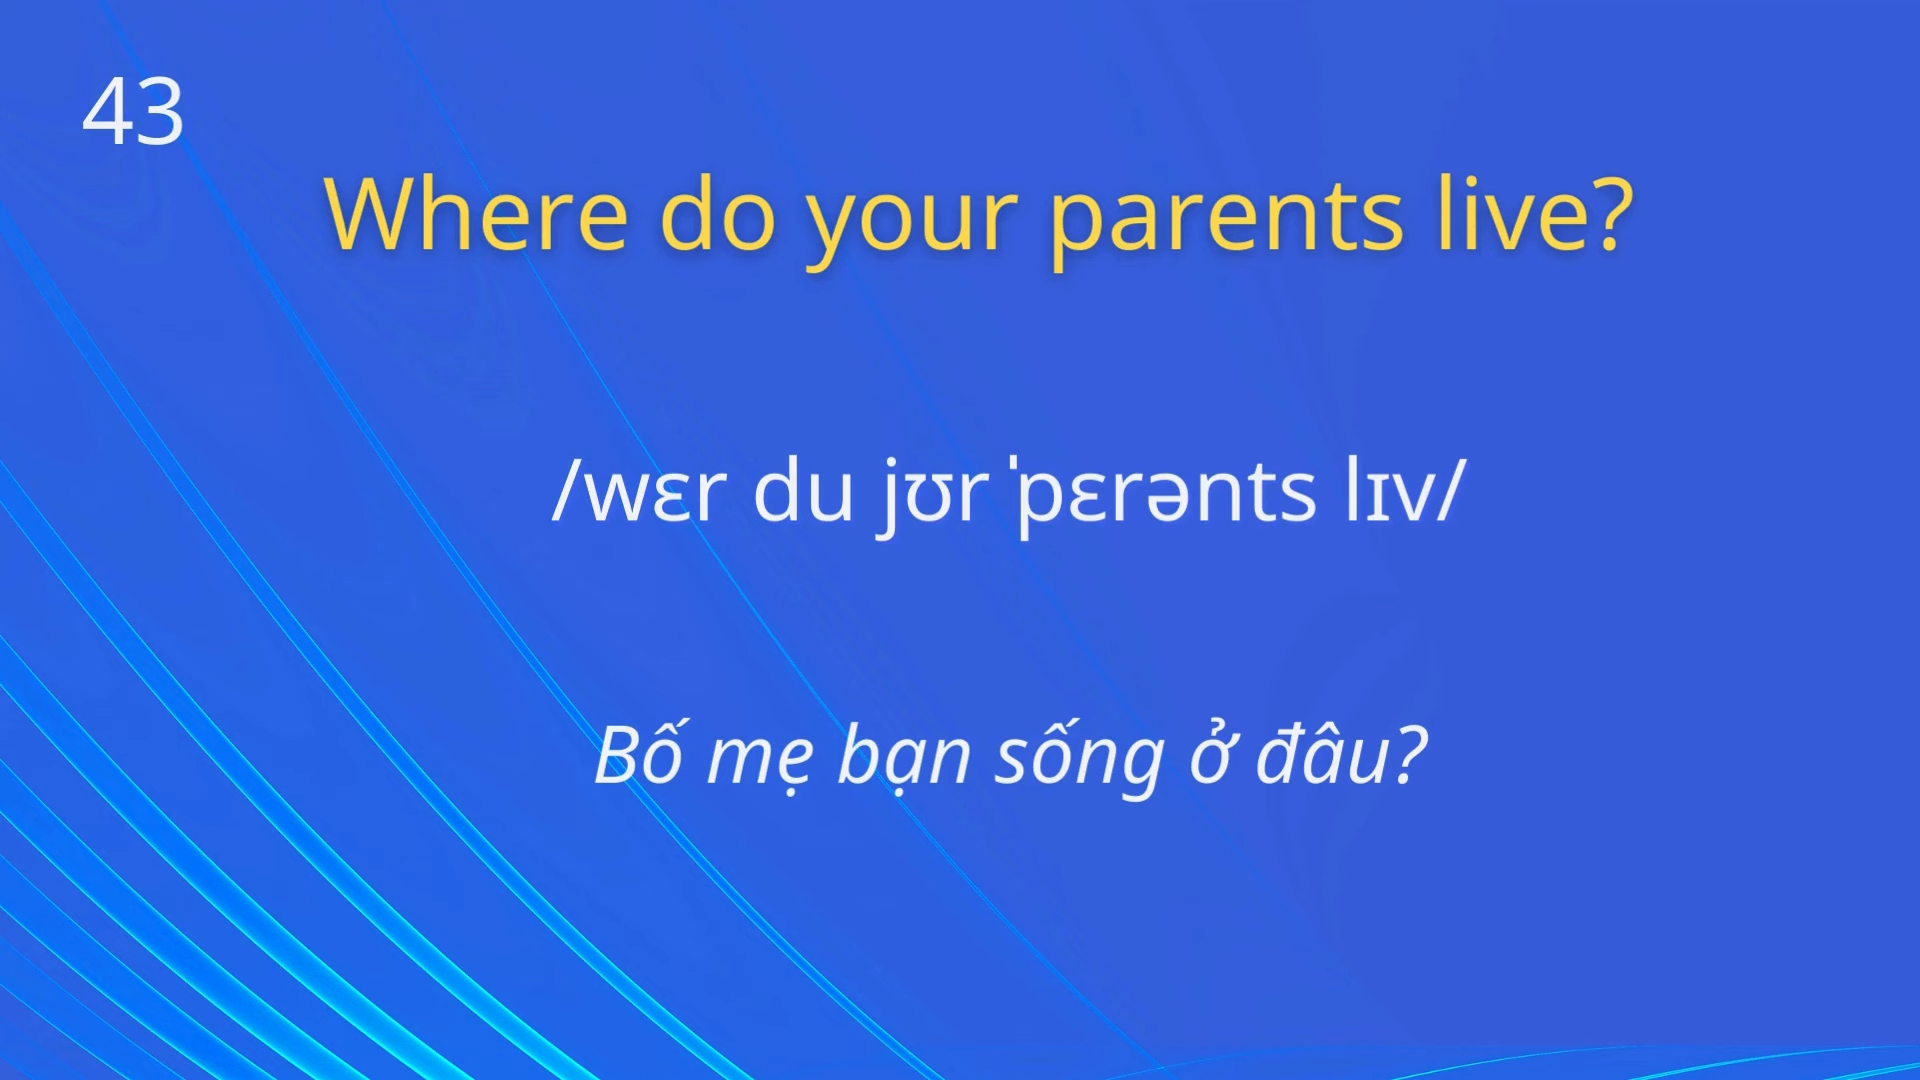 43
Where do your parents live?
/wɛr du jʊr ˈpɛrənts lɪv/
Bố mẹ bạn sống ở đâu?